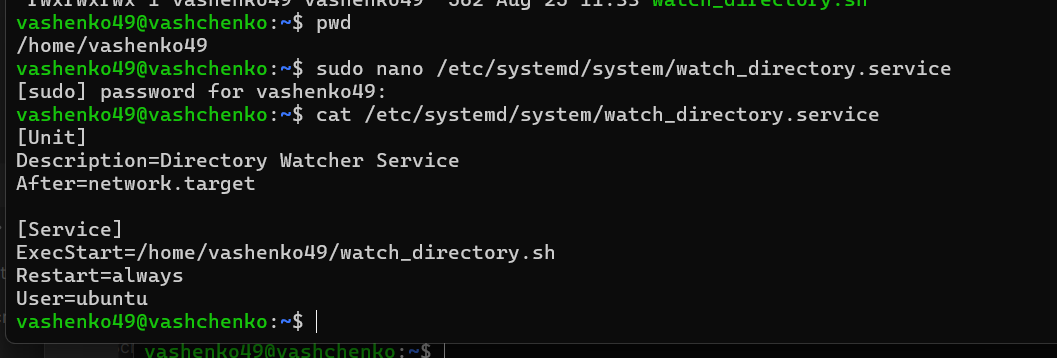 vashenko49@vashchenko:~$ pwd
/home/vashenko49
vashenko49@vashchenko:~$ sudo nano /etc/systemd/system/watch_directory.service
[sudo] password for vashenko49:
vashenko49@vashchenko:~$ cat /etc/systemd/system/watch_directory.service
[Unit]
Description=Directory Watcher Service
After=network.target
[Service]
ExecStart=/home/vashenko49/watch_directory.sh
Restart=always
User=ubuntu
vashenko49@vashchenko:~$
vashenko49@vashchenko:~$